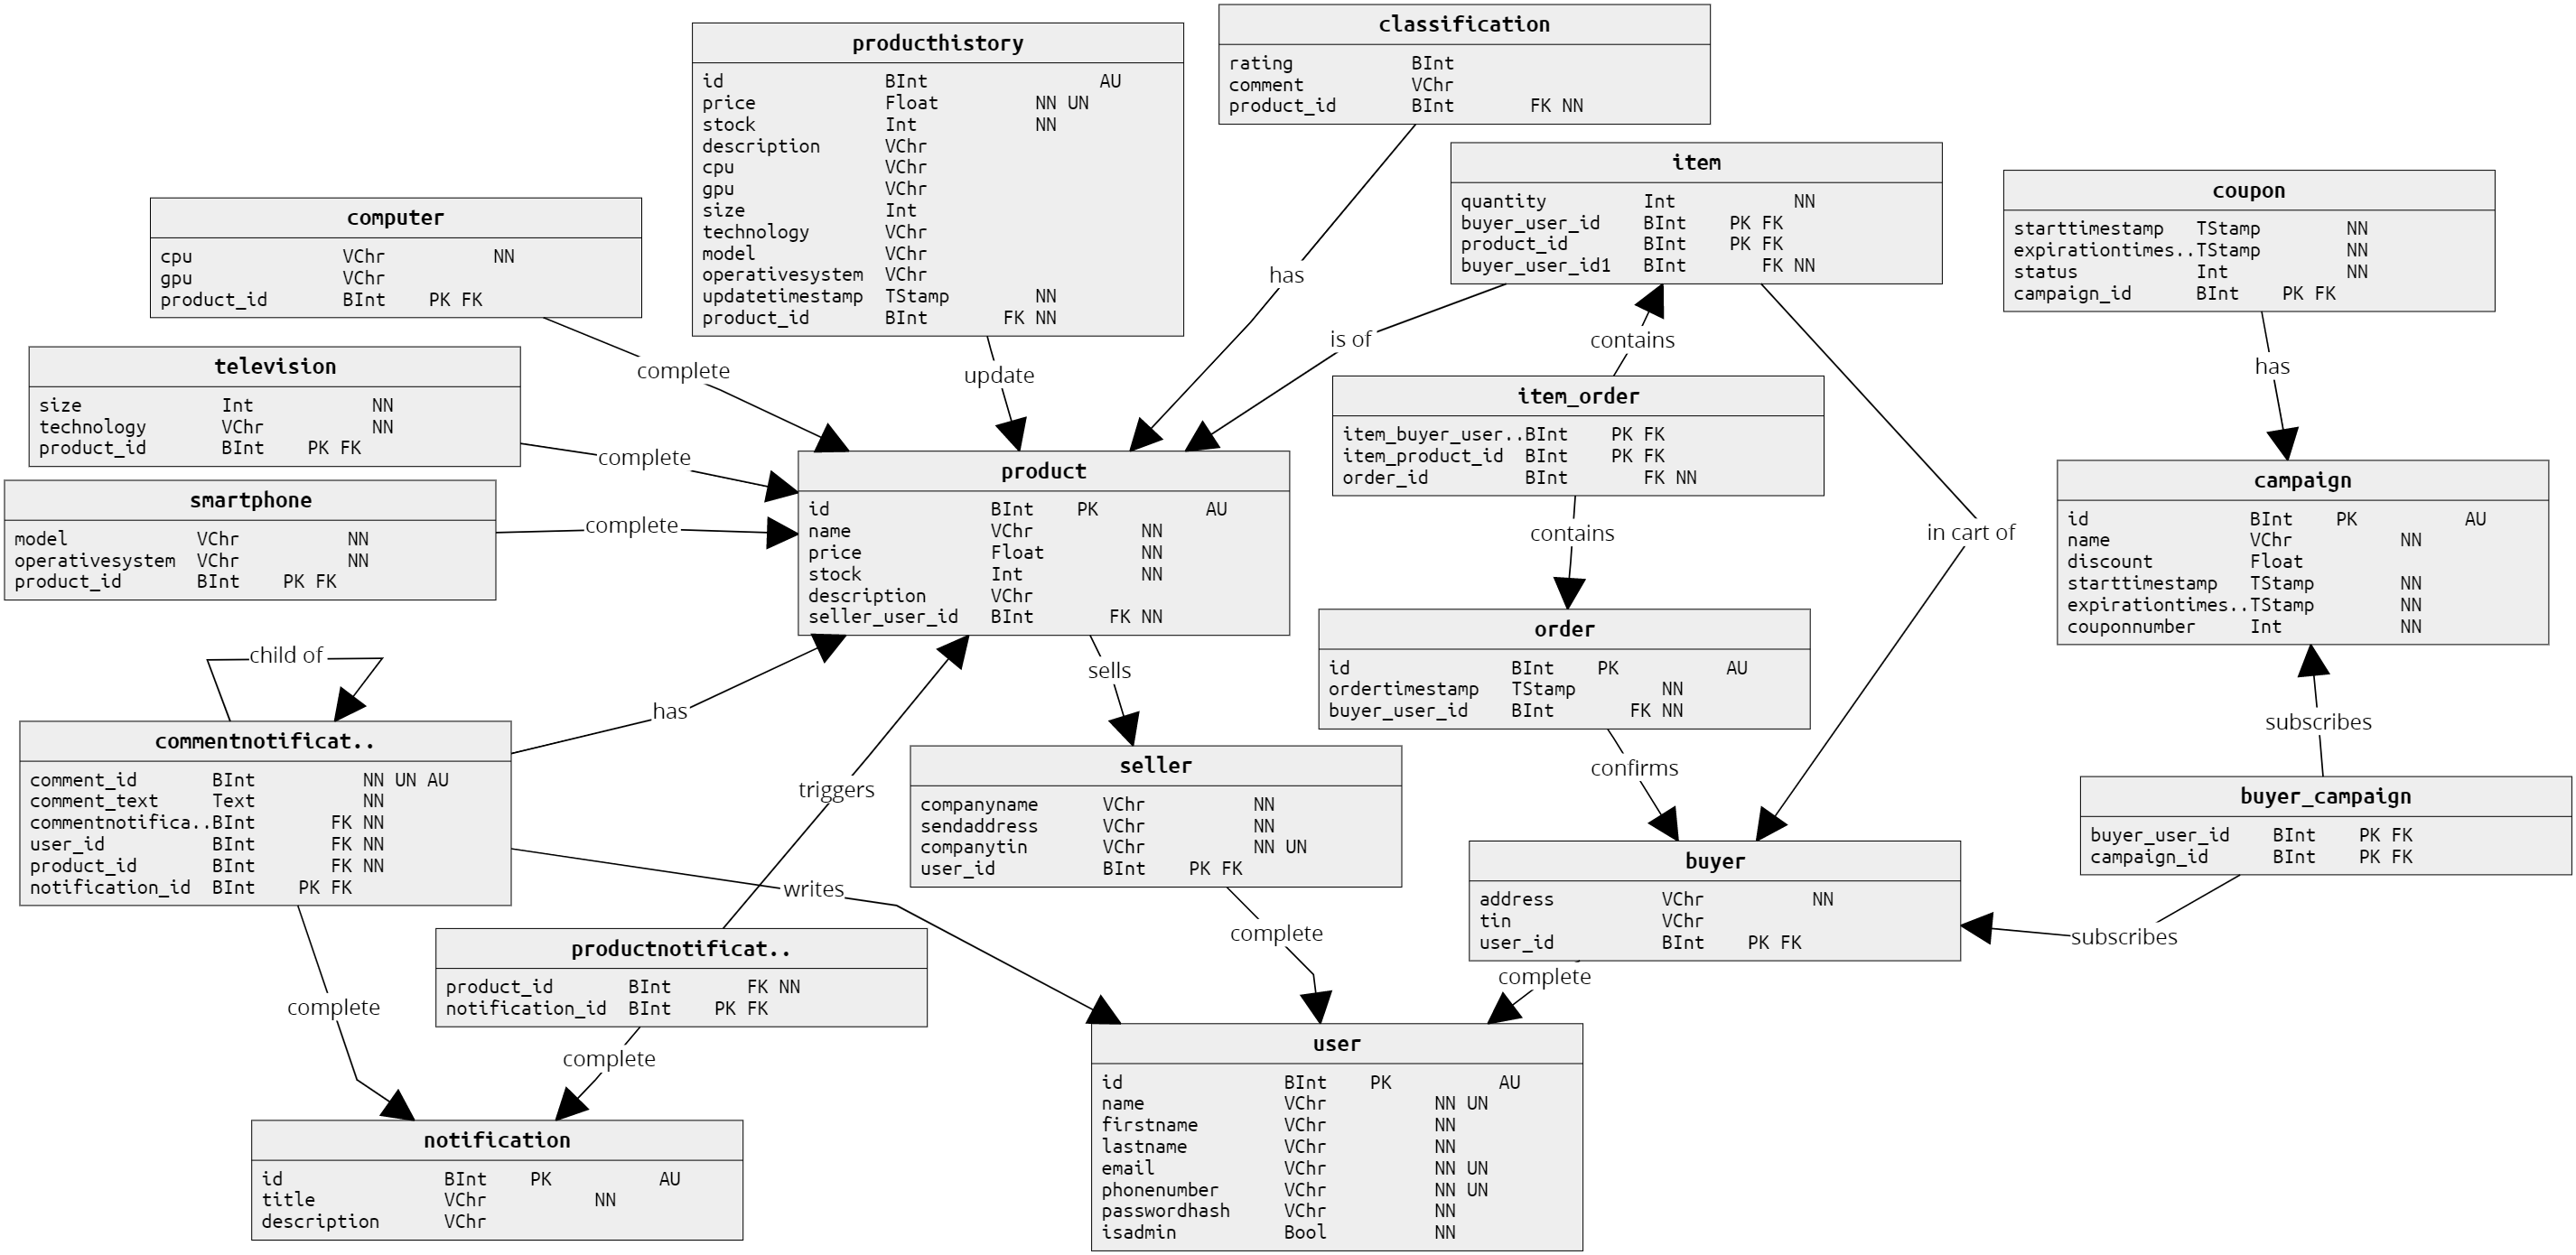 classification
rating BInt
comment VChr
product_id BInt FK NN
producthistory
id BInt AU
price Float NN UN
stock Int NN
description VChr
cpu VChr
gpu VChr
size Int
technology VChr
model VChr
operativesystem VChr
updatetimestamp TStamp NN
product_id BInt FK NN
item
quantity Int NN
buyer_user_id BInt PK FK
product_id BInt PK FK
buyer_user_id1 BInt FK NN
coupon
starttimestamp TStamp NN
expirationtimes..TStamp NN
status Int NN
campaign_id BInt PK FK
computer
cpu VChr NN
gpu VChr
product_id BInt PK FK
has
is of
contains
television
size Int NN
technology VChr NN
product_id BInt PK FK
complete
update
has
item_order
item_buyer_user..BInt PK FK
item_product_id BInt PK FK
order_id BInt FK NN
complete
product
id BInt PK AU
name VChr NN
price Float NN
stock Int NN
description VChr
seller_user_id BInt FK NN
campaign
id BInt PK AU
name VChr NN
discount Float
starttimestamp TStamp NN
expirationtimes..TStamp NN
couponnumber Int NN
smartphone
model VChr NN
operativesystem VChr NN
product_id BInt PK FK
complete
contains
in cart of
order
id BInt PK AU
ordertimestamp TStamp NN
buyer_user_id BInt FK NN
child of
sells
has
commentnotificat..
comment_id BInt NN UN AU
comment_text Text NN
commentnotifica..BInt FK NN
user_id BInt FK NN
product_id BInt FK NN
notification_id BInt PK FK
triggers
seller
companyname VChr NN
sendaddress VChr NN
companytin VChr NN UN
user_id BInt PK FK
confirms
subscribes
buyer_campaign
buyer_user_id BInt PK FK
campaign_id BInt PK FK
buyer
address VChr NN
tin VChr
user_id BInt PK FK
writes
complete
subscribes
productnotificat..
product_id BInt FK NN
notification_id BInt PK FK
complete
complete
complete
user
id BInt PK AU
name VChr NN UN
firstname VChr NN
lastname VChr NN
email VChr NN UN
phonenumber VChr NN UN
passwordhash VChr NN
isadmin Bool NN
notification
id BInt PK AU
title VChr NN
description VChr